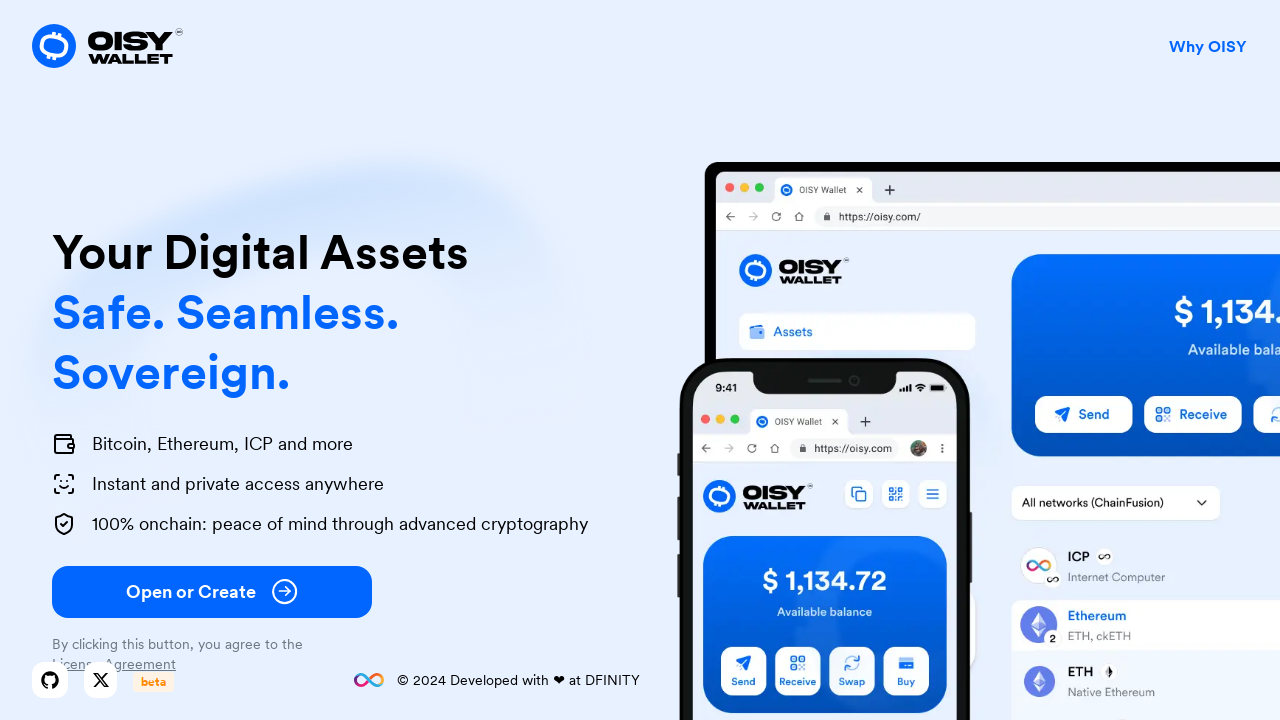 OISY
WALLET
Why OISY
Your Digital Assets
Safe. Seamless.
Sovereign.
Bitcoin, Ethereum, ICP and more
Instant and private access anywhere
100% onchain: peace of mind through advanced cryptography
Open or Create
By clicking this button, you agree to the
License Agreement
beta
© 2024 Developed with ❤ at DFINITY
OISY Wallet
https://oisy.com/
OISY
WALLET
Assets
$ 1,134.
Available bala
Send
Receive
All networks (ChainFusion)
ICP
Internet Computer
Ethereum
ETH, ckETH
2
ETH
Native Ethereum
9:41
OISY Wallet
https://oisy.com
OISY
WALLET
$ 1,134.72
Available balance
Send
Receive
Swap
Buy